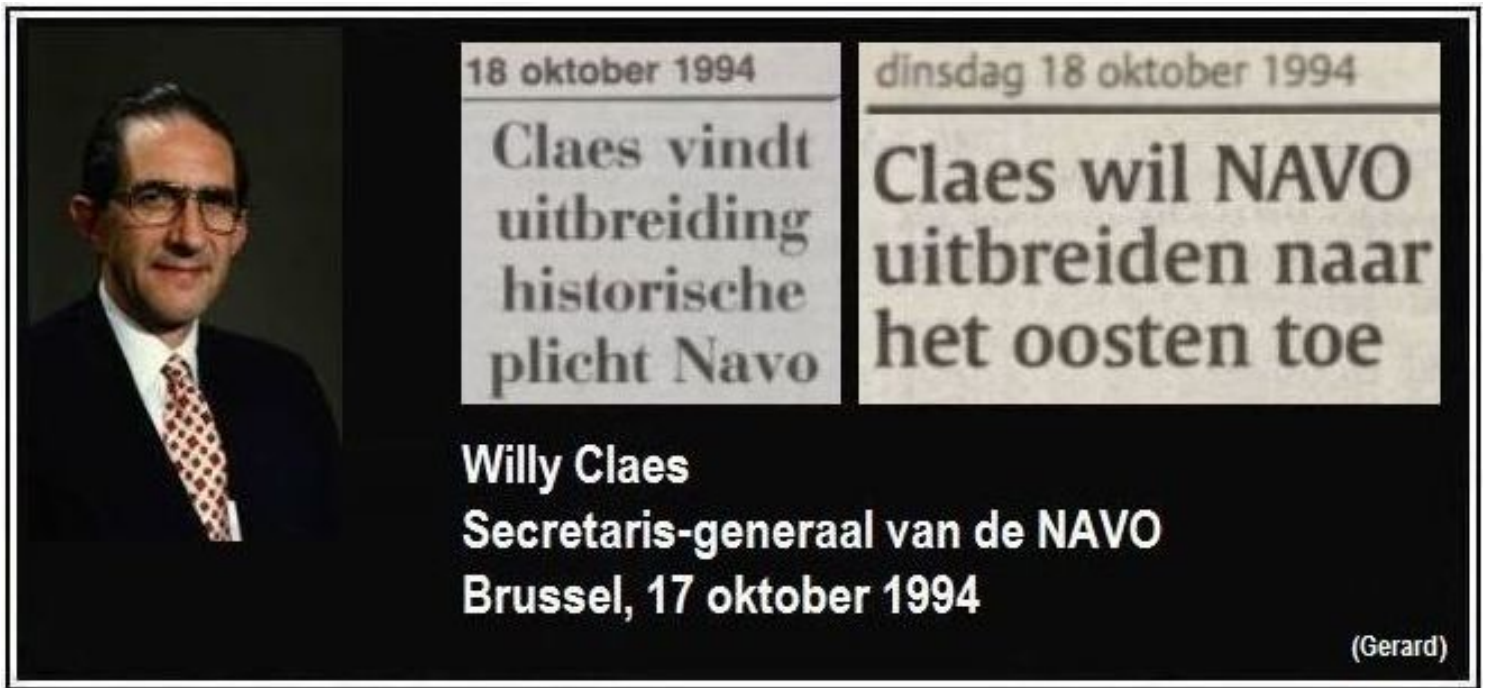 18 oktober 1994
Claes vindt
uitbreiding
historische
plicht Navo
dinsdag 18 oktober 1994
Claes wil NAVO
uitbreiden naar
het oosten toe
Willy Claes
Secretaris-generaal van de NAVO
Brussel, 17 oktober 1994
(Gerard)